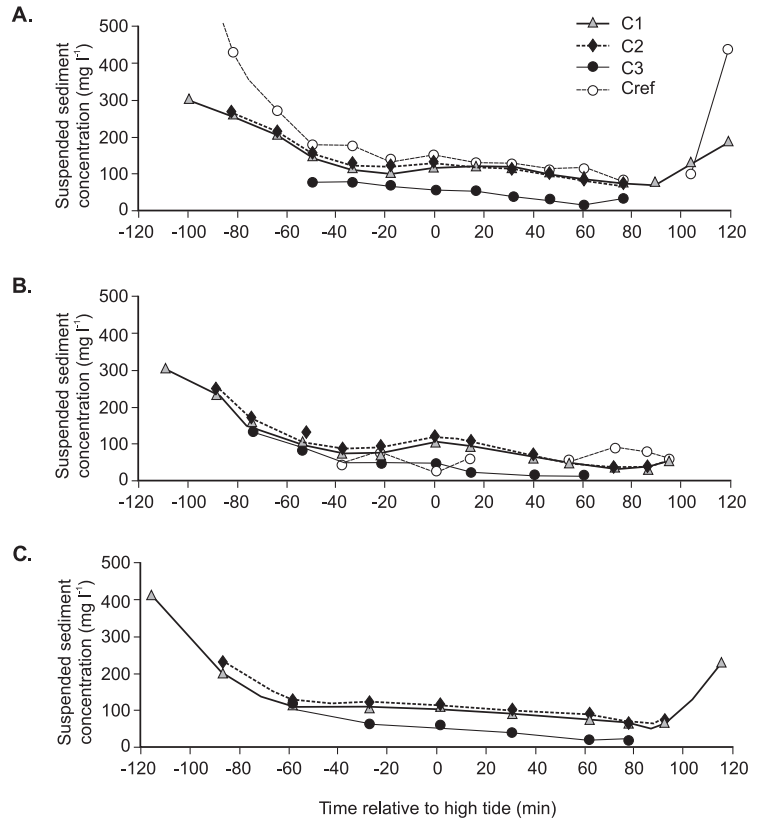 A.
C1
C2
C3
Cref
Suspended sediment
concentration (mg l-1)
500
400
300
200
100
0
-120 -100 -80 -60 -40 -20 0 20 40 60 80 100 120
B.
Suspended sediment
concentration (mg l-1)
500
400
300
200
100
0
-120 -100 -80 -60 -40 -20 0 20 40 60 80 100 120
C.
Suspended sediment
concentration (mg l-1)
500
400
300
200
100
0
-120 -100 -80 -60 -40 -20 0 20 40 60 80 100 120
Time relative to high tide (min)